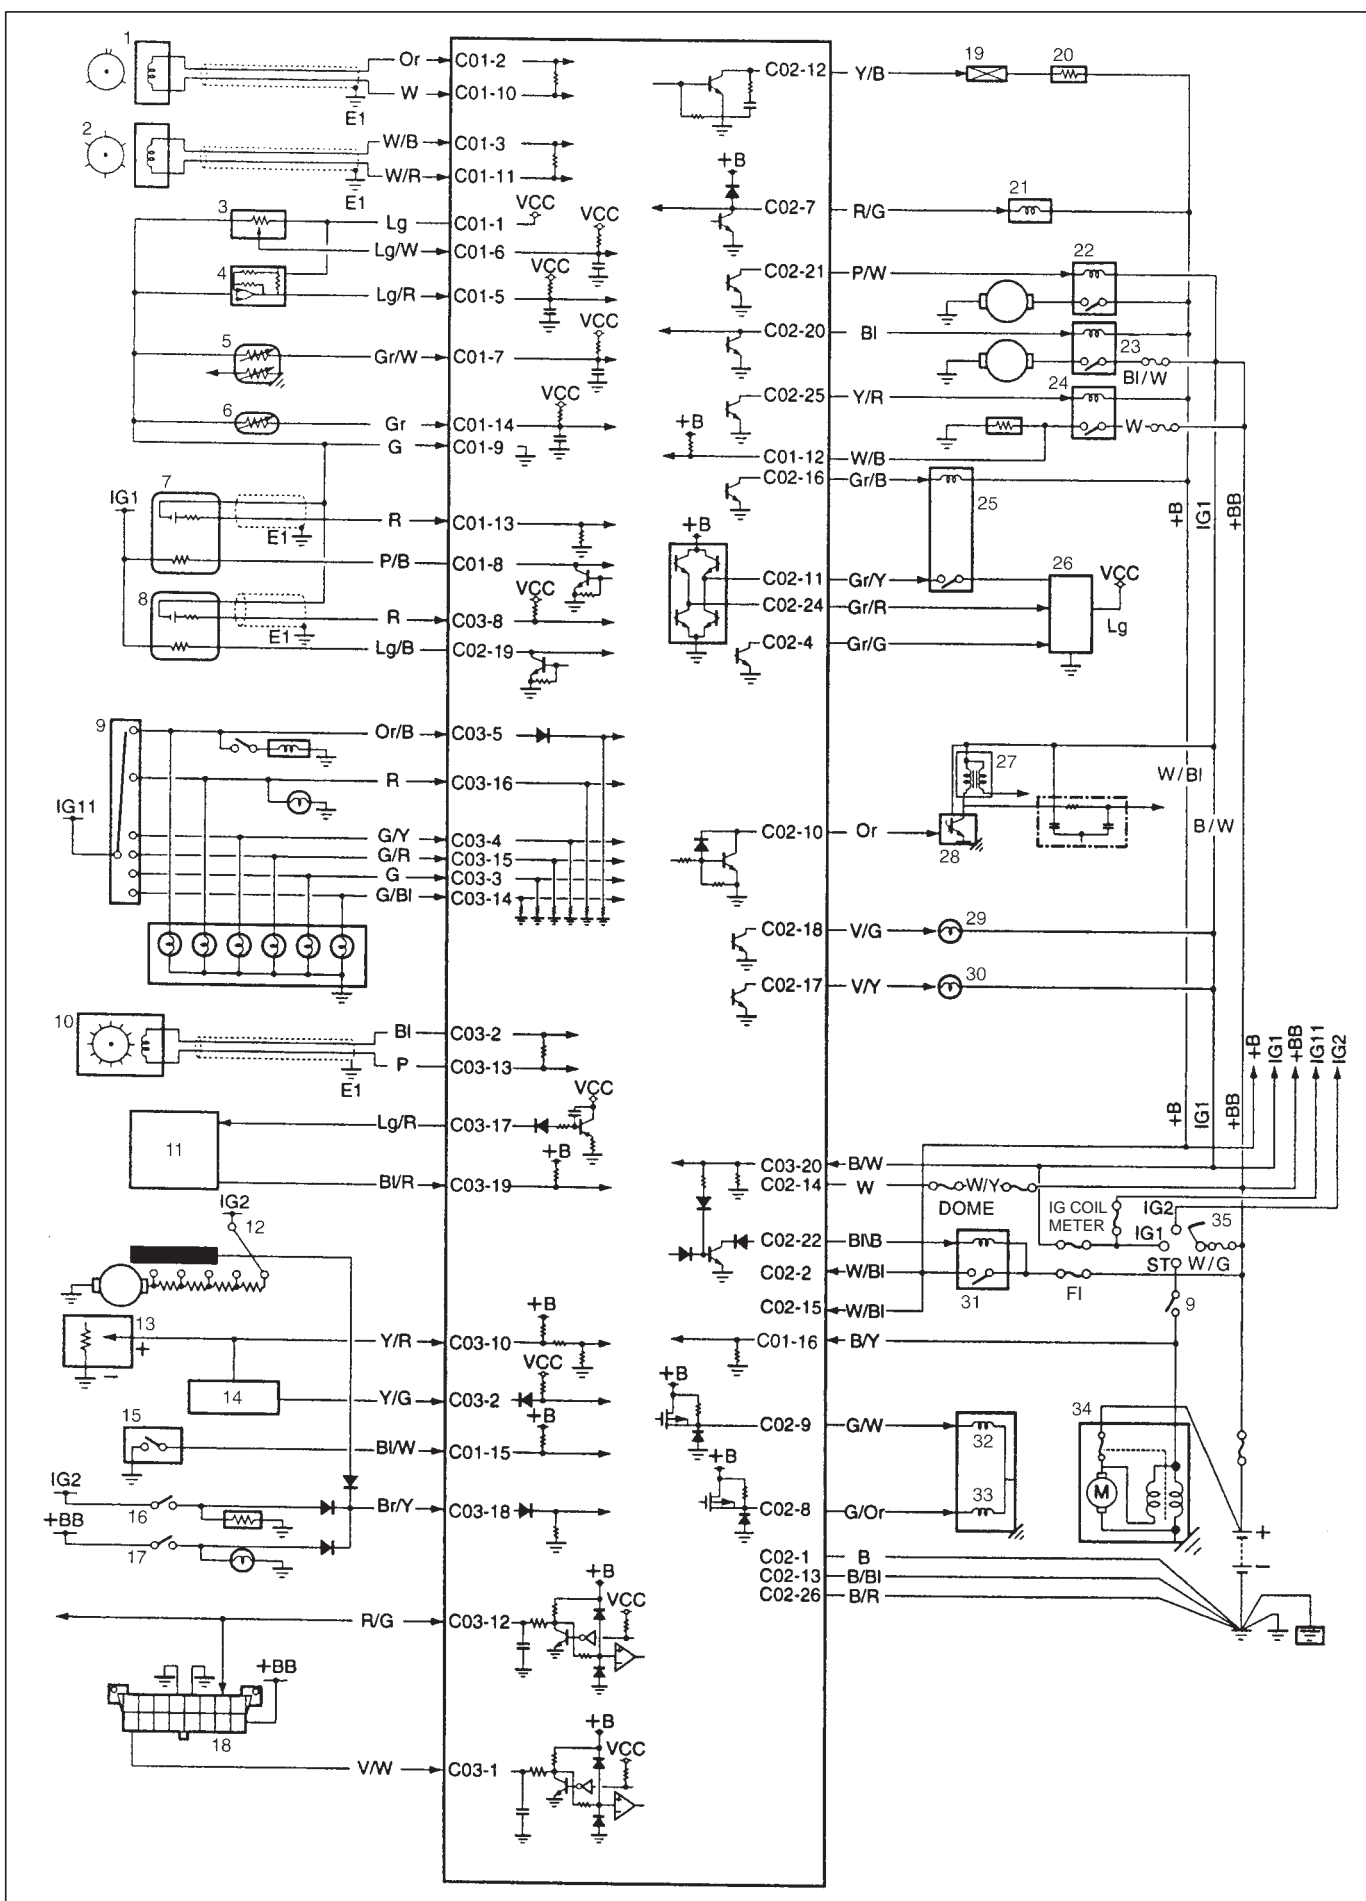 1
Or C01-2
W C01-10
E1
2
W/B C01-3
W/R C01-11
E1
3
VCC
VCC
Lg C01-1
Lg/W C01-6
4
VCC
Lg/R C01-5
VCC
5
Gr/W C01-7
VCC
6
Gr C01-14
G C01-9
7
IG1
R C01-13
E1
P/B C01-8
VCC
8
R C03-8
E1
Lg/B C02-19
9
Or/B C03-5
R C03-16
IG11
G/Y C03-4
G/R C03-15
G C03-3
G/Bl C03-14
10
Bl C03-2
P C03-13
E1
VCC
Lg/R C03-17
11
+B
Bl/R C03-19
IG2
12
+B
13
+
−
Y/R C03-10
VCC
14
Y/G C03-2
+B
15
Bl/W C01-15
IG2
16
Br/Y C03-18
+BB
17
+B
VCC
R/G C03-12
+ −
+BB
18
+B
VCC
V/W C03-1
+ −
C02-12 Y/B
19
20
+B
C02-7 R/G
21
C02-21 P/W
22
C02-20 Bl
23
Bl/W
C02-25 Y/R
24
W
+B
C01-12 W/B
C02-16 Gr/B
25
+B
IG1
+BB
+B
C02-11 Gr/Y
26
VCC
C02-24 Gr/R
Lg
C02-4 Gr/G
27
W/Bl
B/W
C02-10 Or
28
C02-18 V/G
29
C02-17 V/Y
30
+B
IG1
+BB
IG11
IG2
+B
IG1
+BB
C03-20 B/W
C02-14 W
W/Y
DOME
IG COIL
METER
IG2
35
IG1
C02-22 Bl\B
ST
W/G
C02-2 W/Bl
31
FI
9
C02-15 W/Bl
C01-16 B/Y
+B
C02-9 G/W
32
34
+B
M
C02-8 G/Or
33
+
−
C02-1 B
C02-13 B/Bl
C02-26 B/R